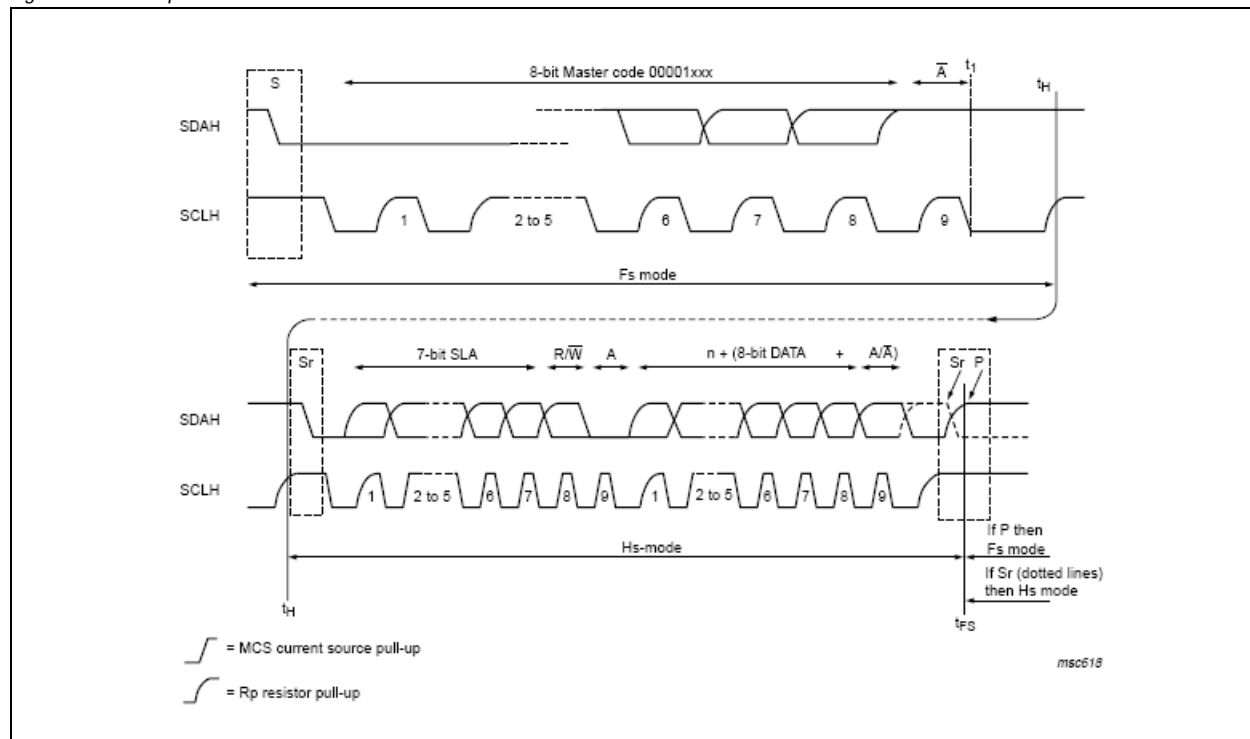 8-bit Master code 00001xxx
A̅
t1
tH
S
SDAH
SCLH
1
2 to 5
6
7
8
9
Fs mode
Sr
7-bit SLA
R/W̅
A
n + (8-bit DATA
+
A/A̅)
Sr P
SDAH
SCLH
1
2 to 5
6
7
8
9
1
2 to 5
6
7
8
9
Hs-mode
If P then
Fs mode
If Sr (dotted lines)
then Hs mode
tH
tFS
= MCS current source pull-up
= Rp resistor pull-up
msc618